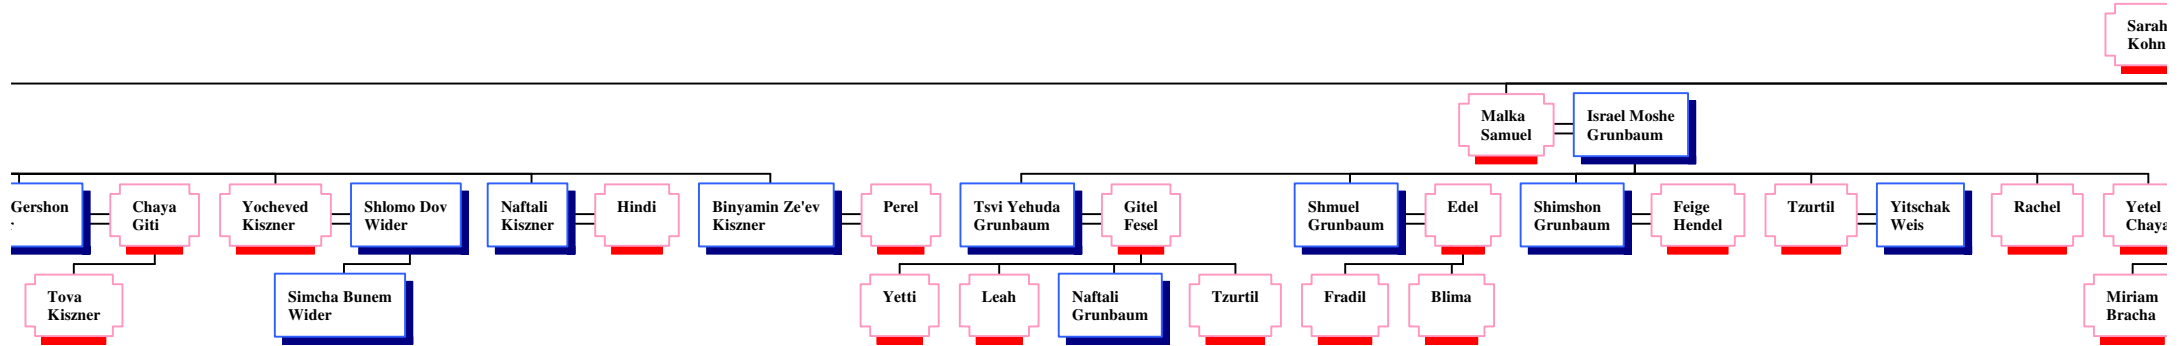 Sarah
Kohn
Malka
Samuel
Israel Moshe
Grunbaum
Gershon
Chaya
Giti
Yocheved
Kiszner
Shlomo Dov
Wider
Naftali
Kiszner
Hindi
Binyamin Ze'ev
Kiszner
Perel
Tsvi Yehuda
Grunbaum
Gitel
Fesel
Shmuel
Grunbaum
Edel
Shimshon
Grunbaum
Feige
Hendel
Tzurtil
Yitschak
Weis
Rachel
Yetel
Chaya
Tova
Kiszner
Simcha Bunem
Wider
Yetti
Leah
Naftali
Grunbaum
Tzurtil
Fradil
Blima
Miriam
Bracha